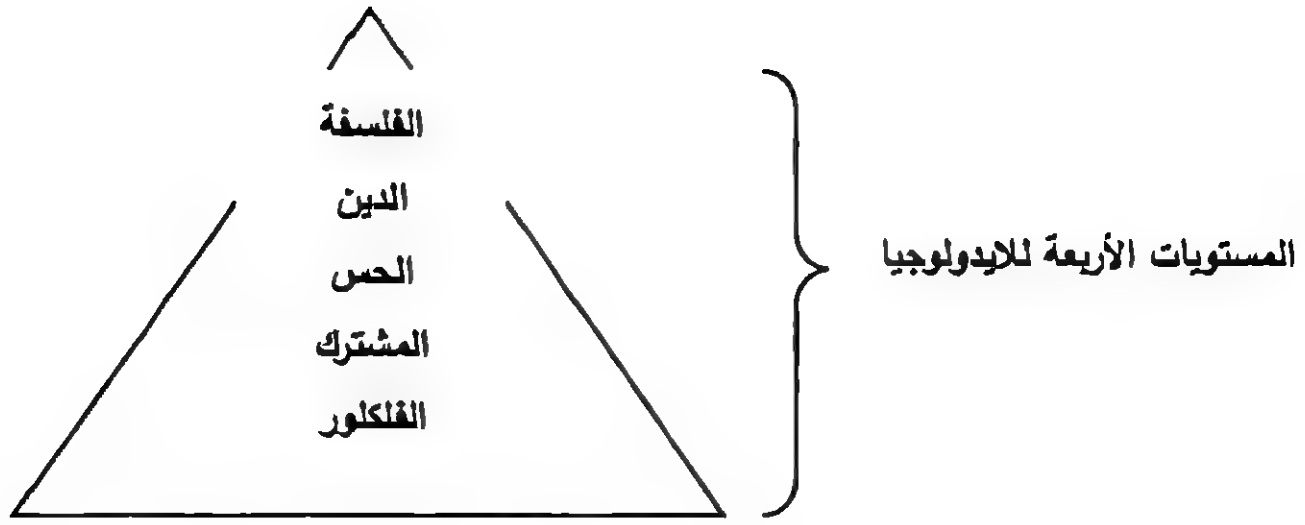 الفلسفة
الدين
الحس
المشترك
الفلكلور
المستويات الأربعة للايدولوجيا